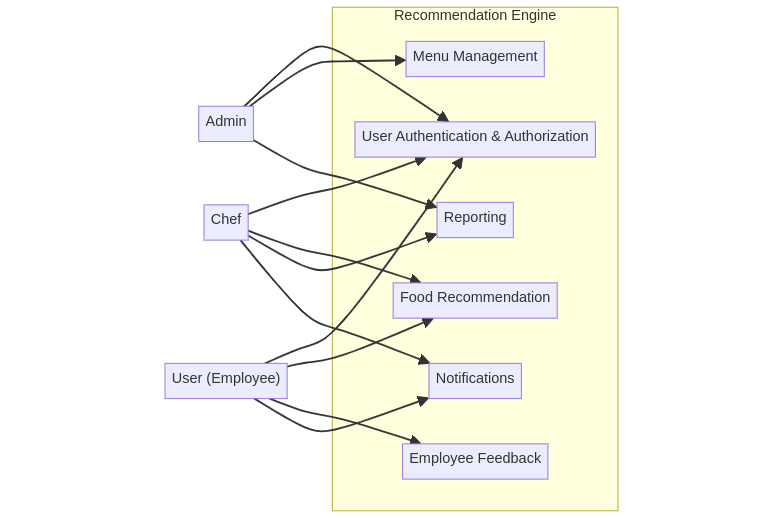 Recommendation Engine
Menu Management
Admin
User Authentication & Authorization
Chef
Reporting
Food Recommendation
User (Employee)
Notifications
Employee Feedback